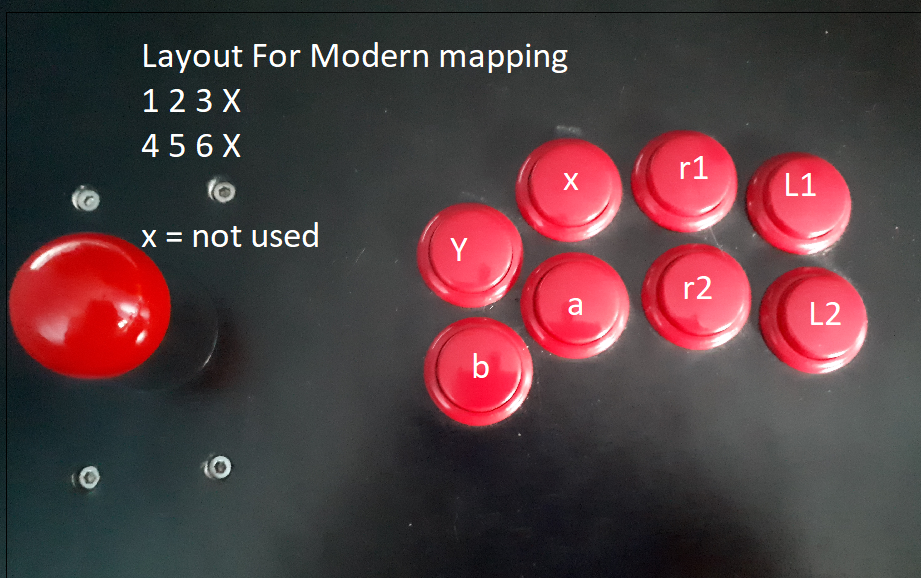 Layout For Modern mapping
1 2 3 X
4 5 6 X
x = not used
Y x r1 L1
b a r2 L2